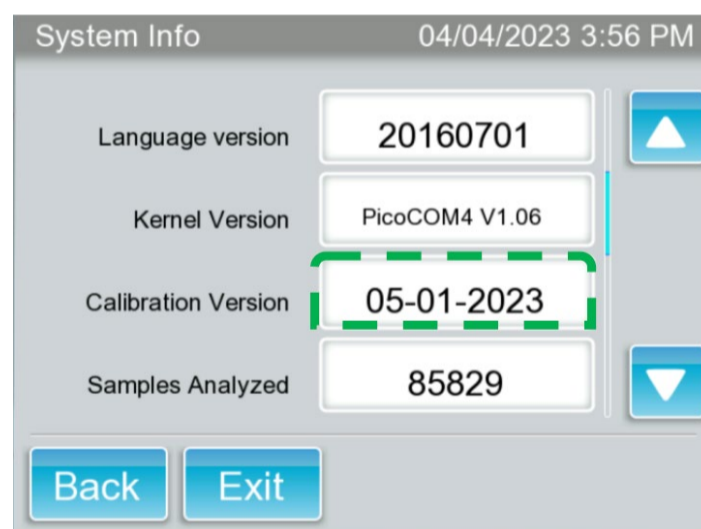 System Info 04/04/2023 3:56 PM
Language version 20160701
Kernel Version PicoCOM4 V1.06
Calibration Version 05-01-2023
Samples Analyzed 85829
Back Exit